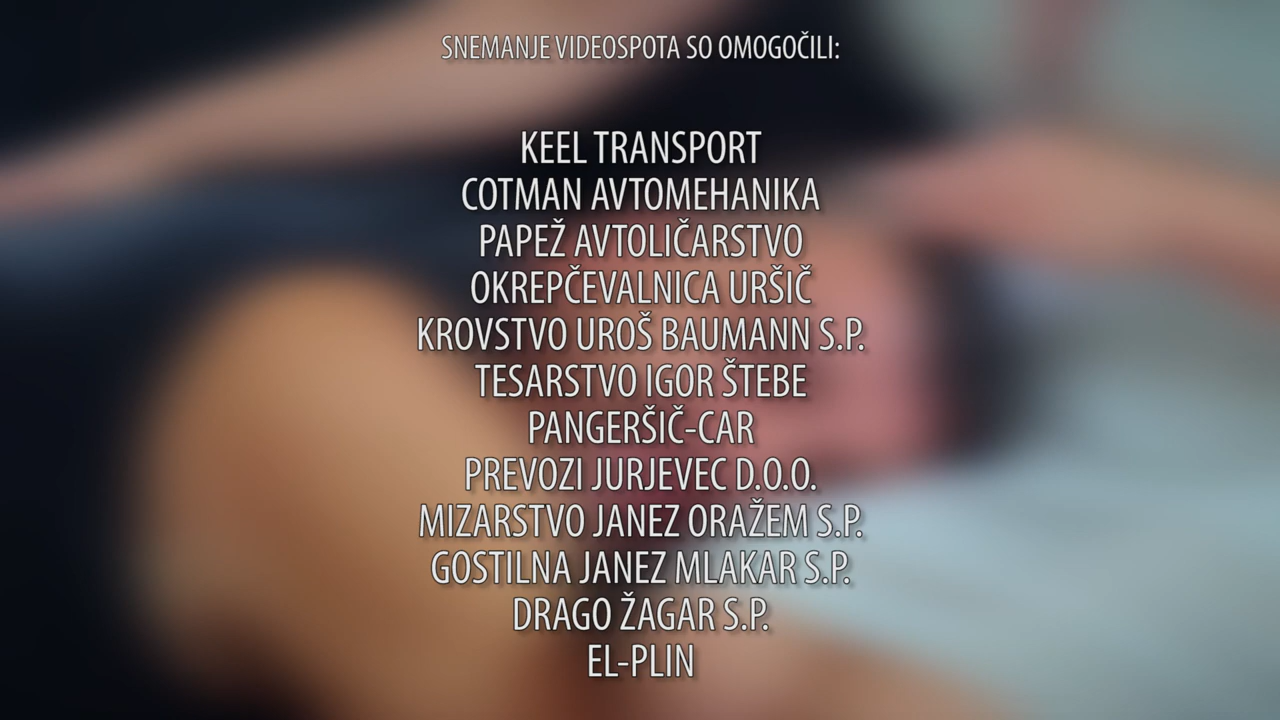 SNEMANJE VIDEOSPOTA SO OMOGOČILI:
KEEL TRANSPORT
COTMAN AVTOMEHANIKA
PAPEŽ AVTOLIČARSTVO
OKREPČEVALNICA URŠIČ
KROVSTVO UROŠ BAUMANN S.P.
TESARSTVO IGOR ŠTEBE
PANGERŠIČ-CAR
PREVOZI JURJEVEC D.O.O.
MIZARSTVO JANEZ ORAŽEM S.P.
GOSTILNA JANEZ MLAKAR S.P.
DRAGO ŽAGAR S.P.
EL-PLIN